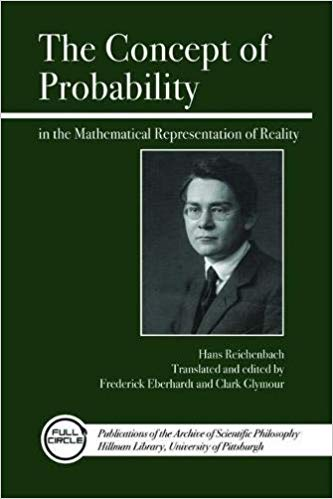 The Concept of
Probability
in the Mathematical Representation of Reality
Hans Reichenbach
Translated and edited by
Frederick Eberhardt and Clark Glymour
FULL
CIRCLE
Publications of the Archive of Scientific Philosophy
Hillman Library, University of Pittsburgh